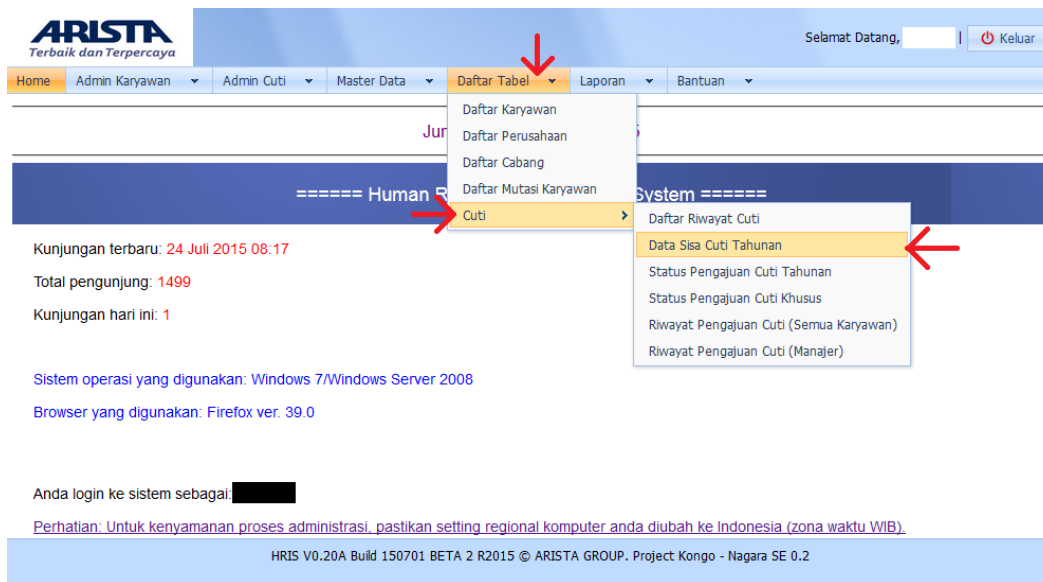 ARISTA
Terbaik dan Terpercaya
Selamat Datang, | Keluar
Home Admin Karyawan Admin Cuti Master Data Daftar Tabel Laporan Bantuan
Daftar Karyawan
Daftar Perusahaan
Daftar Cabang
Daftar Mutasi Karyawan
Cuti
====== Human System ======
Daftar Riwayat Cuti
Data Sisa Cuti Tahunan
Status Pengajuan Cuti Tahunan
Status Pengajuan Cuti Khusus
Riwayat Pengajuan Cuti (Semua Karyawan)
Riwayat Pengajuan Cuti (Manajer)
Kunjungan terbaru: 24 Juli 2015 08:17
Total pengunjung: 1499
Kunjungan hari ini: 1
Sistem operasi yang digunakan: Windows 7/Windows Server 2008
Browser yang digunakan: Firefox ver. 39.0
Anda login ke sistem sebagai:
Perhatian: Untuk kenyamanan proses administrasi, pastikan setting regional komputer anda diubah ke Indonesia (zona waktu WIB).
HRIS V0.20A Build 150701 BETA 2 R2015 © ARISTA GROUP. Project Kongo - Nagara SE 0.2